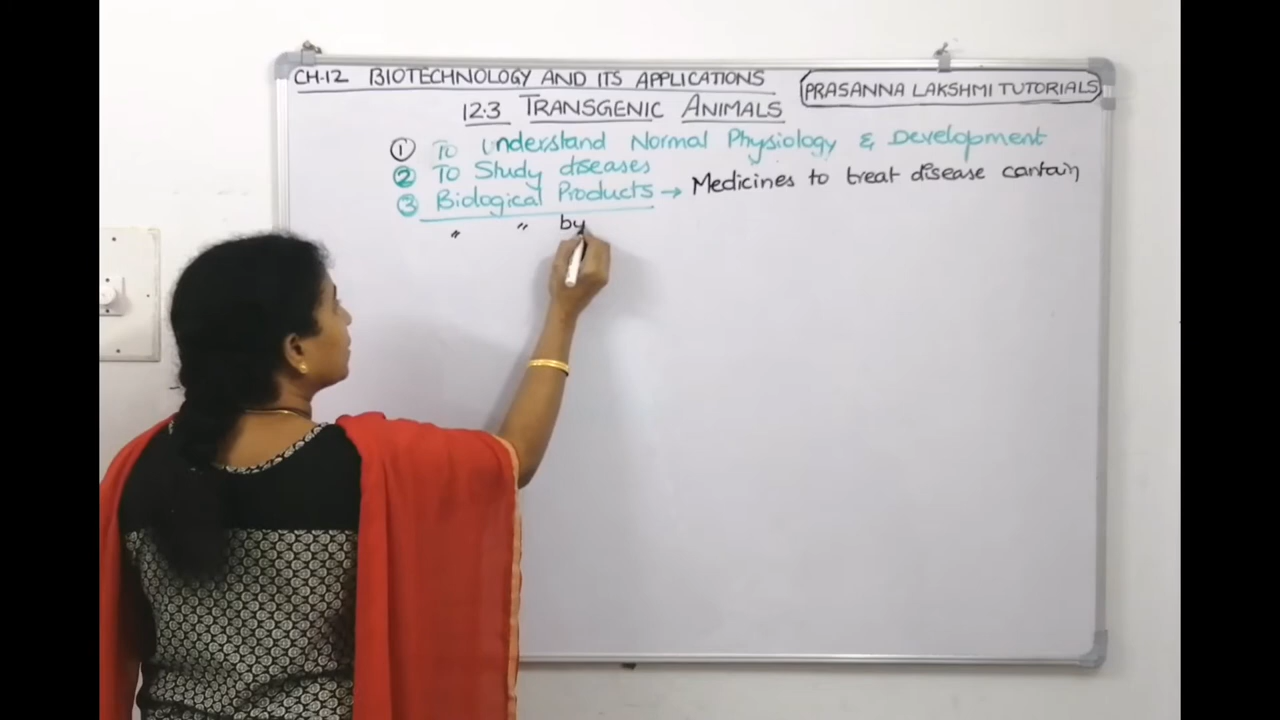 CH-12 BIOTECHNOLOGY AND ITS APPLICATIONS
PRASANNA LAKSHMI TUTORIALS
12.3 TRANSGENIC ANIMALS
① To Understand Normal Physiology & Development
② To Study diseases
③ Biological Products → Medicines to treat disease contain
" " by